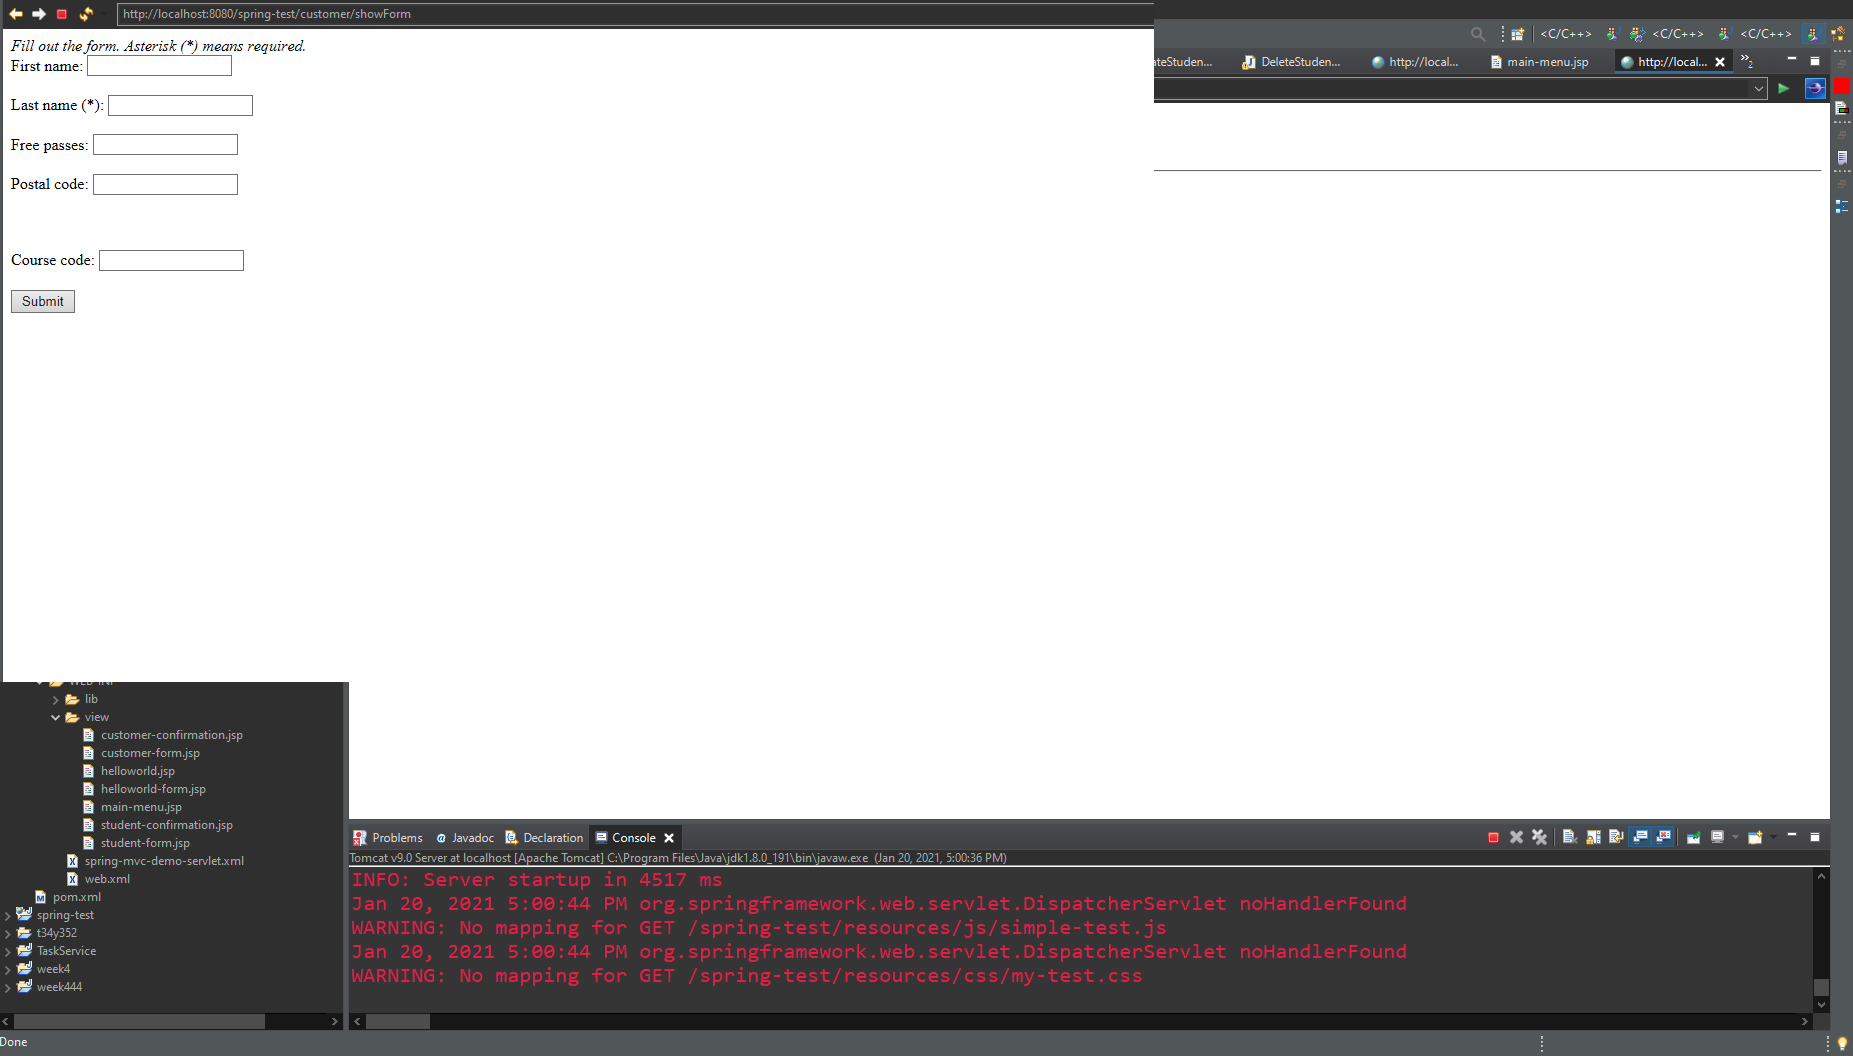 http://localhost:8080/spring-test/customer/showForm
Fill out the form. Asterisk (*) means required.
First name:
Last name (*):
Free passes:
Postal code:
Course code:
Submit
<C/C++> <C/C++> <C/C++>
ateStuden... DeleteStuden... http://local... main-menu.jsp http://local... »2
WEB-INF
lib
view
customer-confirmation.jsp
customer-form.jsp
helloworld.jsp
helloworld-form.jsp
main-menu.jsp
student-confirmation.jsp
student-form.jsp
spring-mvc-demo-servlet.xml
web.xml
pom.xml
spring-test
t34y352
TaskService
week4
week444
Problems Javadoc Declaration Console
Tomcat v9.0 Server at localhost [Apache Tomcat] C:\Program Files\Java\jdk1.8.0_191\bin\javaw.exe (Jan 20, 2021, 5:00:36 PM)
INFO: Server startup in 4517 ms
Jan 20, 2021 5:00:44 PM org.springframework.web.servlet.DispatcherServlet noHandlerFound
WARNING: No mapping for GET /spring-test/resources/js/simple-test.js
Jan 20, 2021 5:00:44 PM org.springframework.web.servlet.DispatcherServlet noHandlerFound
WARNING: No mapping for GET /spring-test/resources/css/my-test.css
Done